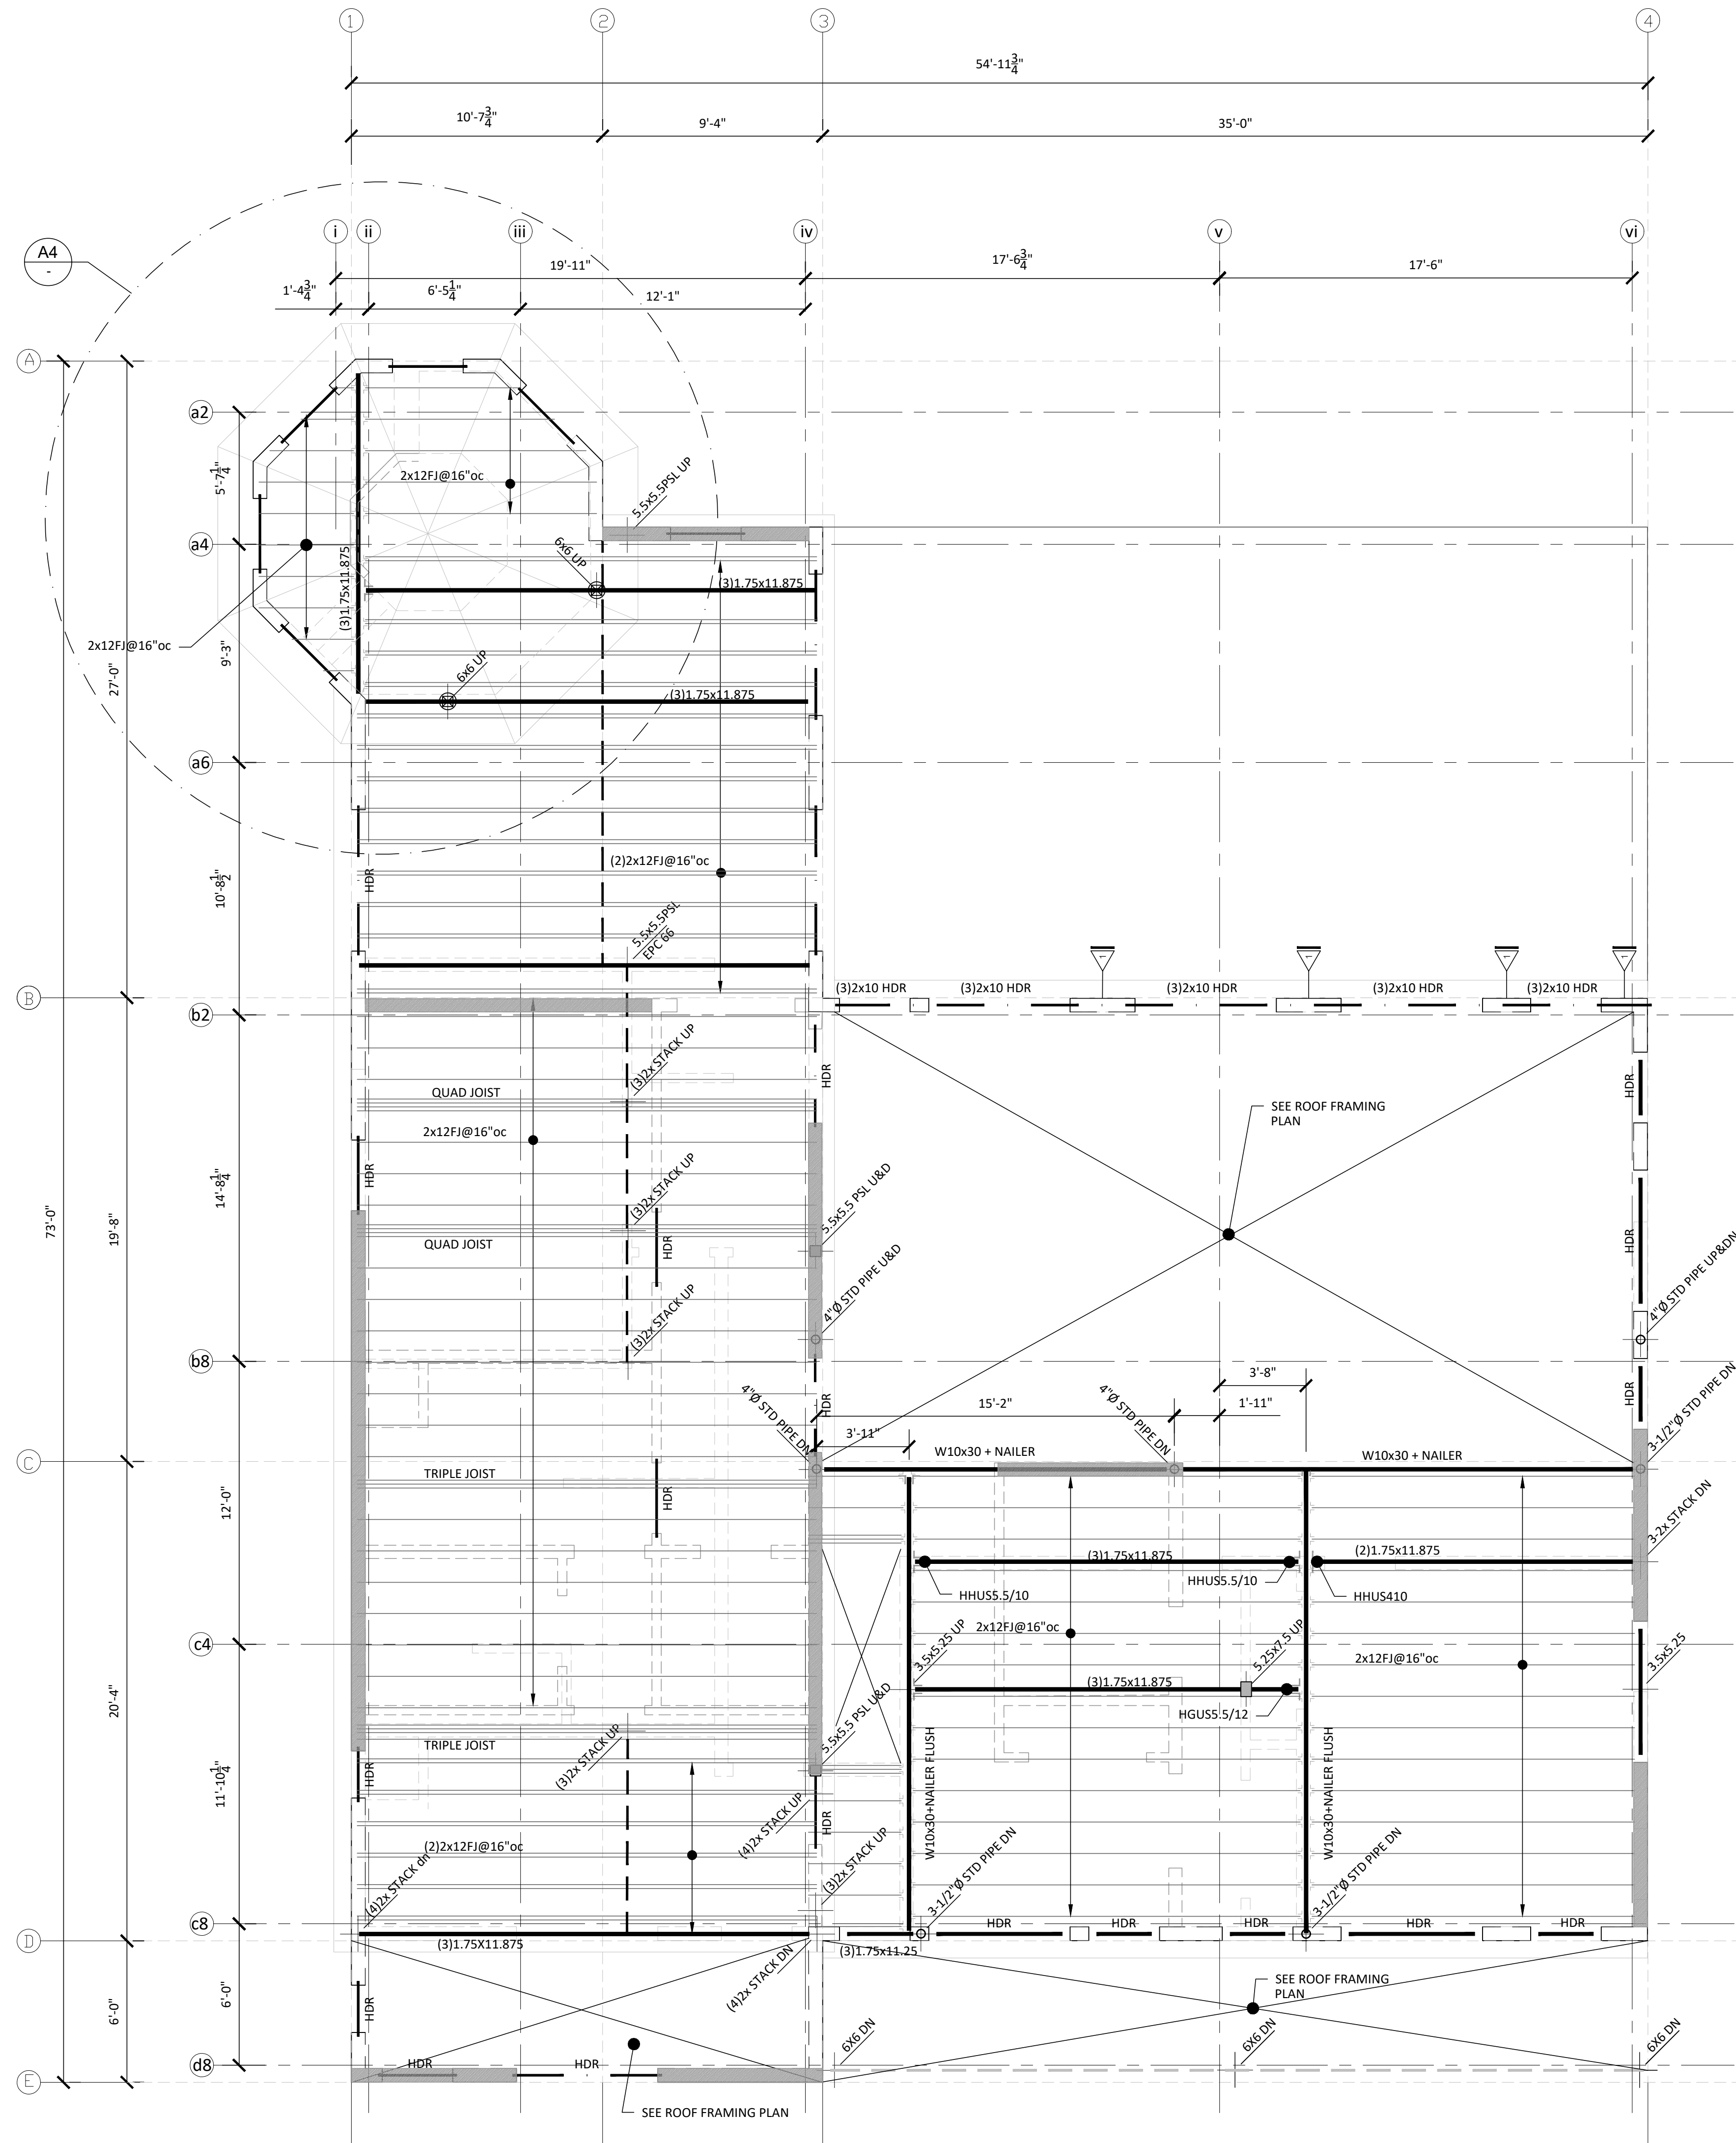 1
2
3
4
54'-11 3/4"
10'-7 3/4"
9'-4"
35'-0"
i
ii
iii
iv
v
vi
A4
-
19'-11"
17'-6 3/4"
17'-6"
1'-4 3/4"
6'-5 1/4"
12'-1"
A
a2
5'-7 1/4"
2x12FJ@16"oc
5.5x5.5PSL UP
a4
6x6 UP
(3)1.75x11.875
(3)1.75x11.875
2x12FJ@16"oc
9'-3"
27'-0"
6x6 UP
(3)1.75x11.875
a6
(2)2x12FJ@16"oc
HDR
10'-8 1/2"
5.5x5.5PSL
EPC 66
B
(3)2x10 HDR
(3)2x10 HDR
(3)2x10 HDR
(3)2x10 HDR
(3)2x10 HDR
1
1
1
1
b2
(3)2x STACK UP
HDR
HDR
QUAD JOIST
SEE ROOF FRAMING
PLAN
2x12FJ@16"oc
HDR
14'-8 1/4"
(3)2x STACK UP
5.5x5.5 PSL U&D
73'-0"
19'-8"
QUAD JOIST
HDR
HDR
4"Ø STD PIPE U&D
4"Ø STD PIPE UP&DN
(3)2x STACK UP
b8
3'-8"
HDR
HDR
4"Ø STD PIPE DN
15'-2"
4"Ø STD PIPE DN
1'-11"
3-1/2"Ø STD PIPE DN
3'-11"
W10x30 + NAILER
W10x30 + NAILER
C
TRIPLE JOIST
HDR
12'-0"
3-2x STACK DN
(3)1.75x11.875
(2)1.75x11.875
HHUS5.5/10
HHUS5.5/10
HHUS410
3.5x5.25 UP
2x12FJ@16"oc
5.25x7.5 UP
c4
2x12FJ@16"oc
3.5x5.25
(3)1.75x11.875
20'-4"
5.5x5.5 PSL U&D
HGUS5.5/12
TRIPLE JOIST
(3)2x STACK UP
11'-10 1/4"
HDR
W10x30+NAILER FLUSH
W10x30+NAILER FLUSH
(4)2x STACK UP
HDR
(2)2x12FJ@16"oc
(4)2x STACK dn
(3)2x STACK UP
3-1/2"Ø STD PIPE DN
3-1/2"Ø STD PIPE DN
c8
HDR
HDR
HDR
HDR
HDR
D
(3)1.75X11.875
(3)1.75x11.25
(4)2x STACK DN
6'-0"
6'-0"
HDR
SEE ROOF FRAMING
PLAN
6X6 DN
6X6 DN
6X6 DN
d8
HDR
HDR
E
SEE ROOF FRAMING PLAN